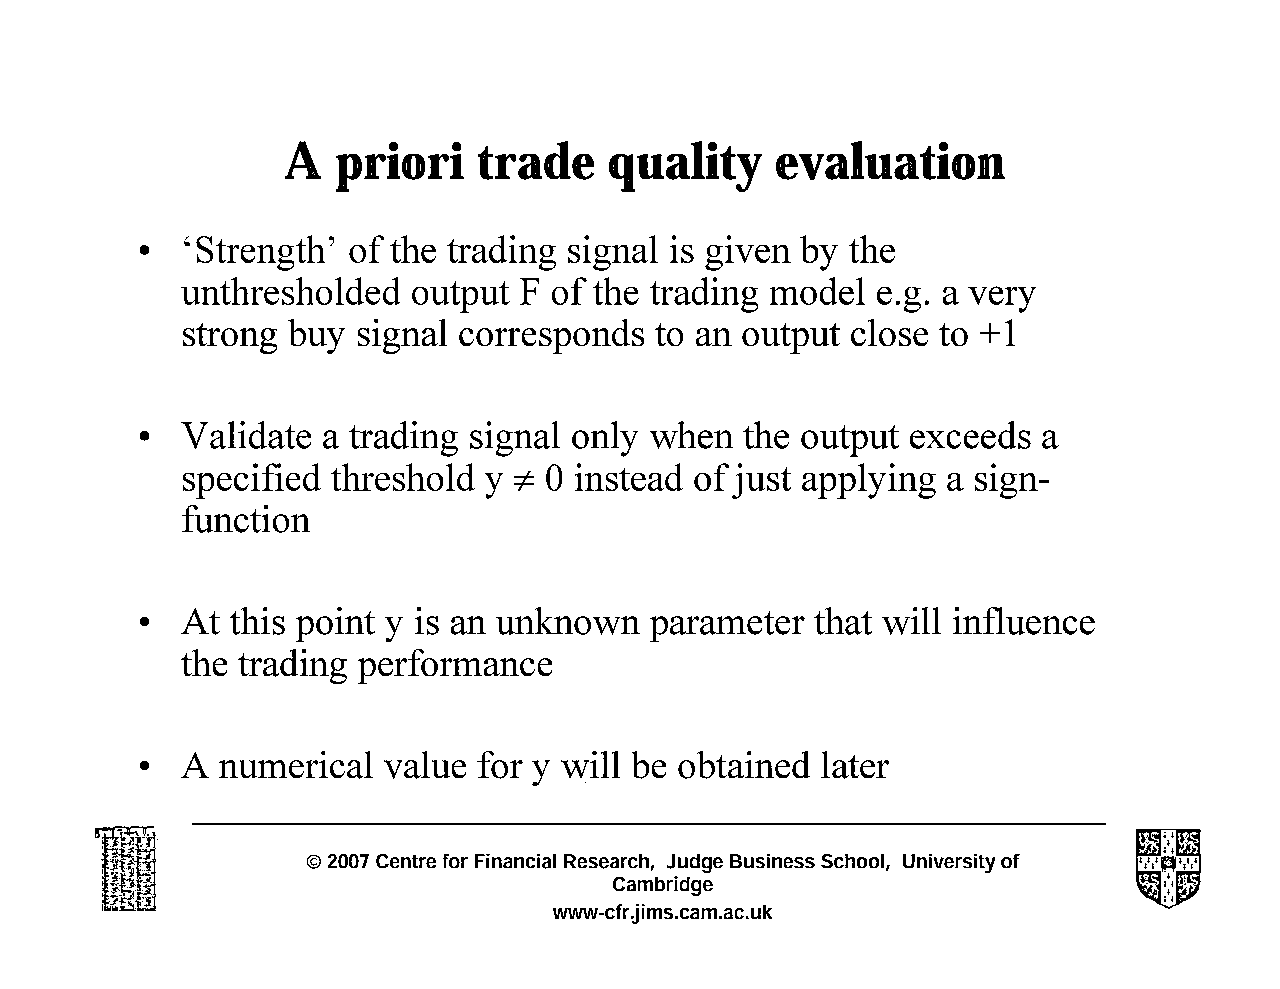 A priori trade quality evaluation
• ‘Strength’ of the trading signal is given by the
unthresholded output F of the trading model e.g. a very
strong buy signal corresponds to an output close to +1
• Validate a trading signal only when the output exceeds a
specified threshold y ≠ 0 instead of just applying a sign-
function
• At this point y is an unknown parameter that will influence
the trading performance
• A numerical value for y will be obtained later
© 2007 Centre for Financial Research, Judge Business School, University of
Cambridge
www-cfr.jims.cam.ac.uk